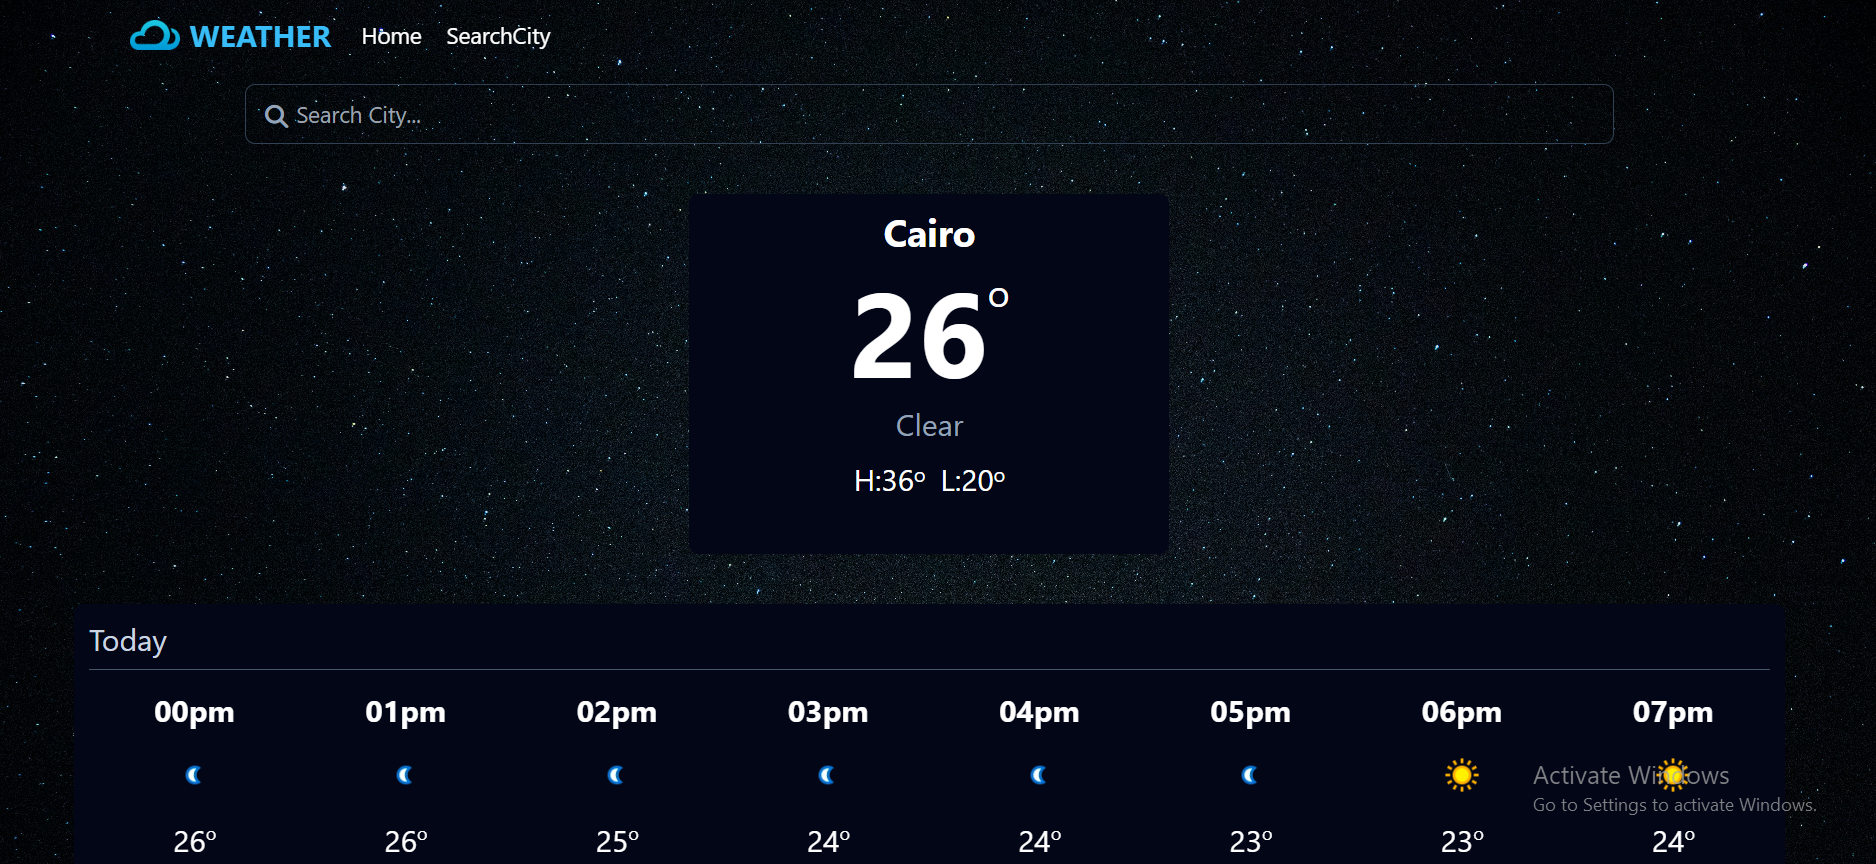 WEATHER Home SearchCity
Search City...
Cairo
26°
Clear
H:36° L:20°
Today
00pm 01pm 02pm 03pm 04pm 05pm 06pm 07pm
Activate Windows
Go to Settings to activate Windows.
26° 26° 25° 24° 24° 23° 23° 24°